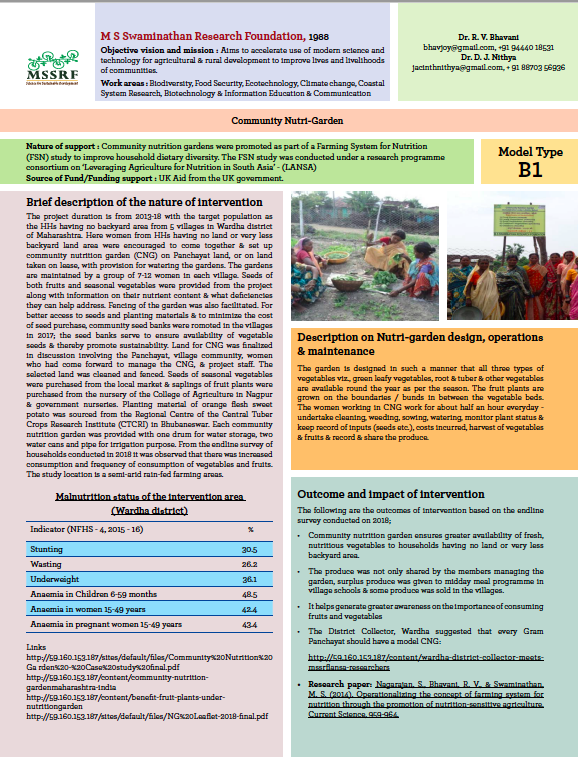 MSSRF
M S Swaminathan Research Foundation, 1988
Objective vision and mission : Aims to accelerate use of modern science and
technology for agricultural & rural development to improve lives and livelihoods
of communities.
Work areas : Biodiversity, Food Security, Ecotechnology, Climate change, Coastal
System Research, Biotechnology & Information Education & Communication
Dr. R. V. Bhavani
bhavjoy@gmail.com, +91 94440 18531
Dr. D. J. Nithya
jacinthnithya@gmail.com, + 91 88703 56936
Community Nutri-Garden
Nature of support : Community nutrition gardens were promoted as part of a Farming System for Nutrition
(FSN) study to improve household dietary diversity. The FSN study was conducted under a research programme
consortium on 'Leveraging Agriculture for Nutrition in South Asia' - (LANSA)
Source of Fund/Funding support : UK Aid from the UK government.
Model Type
B1
Brief description of the nature of intervention
The project duration is from 2013-18 with the target population as
the HHs having no backyard area from 5 villages in Wardha district
of Maharashtra. Here women from HHs having no land or very less
backyard land area were encouraged to come together & set up
community nutrition garden (CNG) on Panchayat land, or on land
taken on lease, with provision for watering the gardens. The gardens
are maintained by a group of 7-12 women in each village. Seeds of
both fruits and seasonal vegetables were provided from the project
along with information on their nutrient content & what deficiencies
they can help address. Fencing of the garden was also facilitated. For
better access to seeds and planting materials & to minimize the cost
of seed purchase, community seed banks were romoted in the villages
in 2017; the seed banks serve to ensure availability of vegetable
seeds & thereby promote sustainability. Land for CNG was finalized
in discussion involving the Panchayat, village community, women
who had come forward to manage the CNG, & project staff. The
selected land was cleaned and fenced. Seeds of seasonal vegetables
were purchased from the local market & saplings of fruit plants were
purchased from the nursery of the College of Agriculture in Nagpur
& government nurseries. Planting material of orange flesh sweet
potato was sourced from the Regional Centre of the Central Tuber
Crops Research Institute (CTCRI) in Bhubaneswar. Each community
nutrition garden was provided with one drum for water storage, two
water cans and pipe for irrigation purpose. From the endline survey of
households conducted in 2018 it was observed that there was increased
consumption and frequency of consumption of vegetables and fruits.
The study location is a semi-arid rain-fed farming areas.
Malnutrition status of the intervention area
(Wardha district)
Indicator (NFHS - 4, 2015 - 16) %
Stunting 30.5
Wasting 26.2
Underweight 36.1
Anaemia in Children 6-59 months 48.5
Anaemia in women 15-49 years 42.4
Anaemia in pregnant women 15-49 years 43.4
Links
http://59.160.153.187/sites/default/files/Community%20Nutrition%20
Ga rden%20-%20Case%20study%20final.pdf
http://59.160.153.187/content/community-nutrition-
gardenmaharashtra-india
http://59.160.153.187/content/benefit-fruit-plants-under-
nutritiongarden
http://59.160.153.187/sites/default/files/NG%20Leaflet-2018-final.pdf
Description on Nutri-garden design, operations
& maintenance
The garden is designed in such a manner that all three types of
vegetables viz., green leafy vegetables, root & tuber & other vegetables
are available round the year as per the season. The fruit plants are
grown on the boundaries / bunds in between the vegetable beds.
The women working in CNG work for about half an hour everyday -
undertake cleaning, weeding, sowing, watering, monitor plant status &
keep record of inputs (seeds etc.), costs incurred, harvest of vegetables
& fruits & record & share the produce.
Outcome and impact of intervention
The following are the outcomes of intervention based on the endline
survey conducted on 2018;
• Community nutrition garden ensures greater availability of fresh,
nutritious vegetables to households having no land or very less
backyard area.
• The produce was not only shared by the members managing the
garden, surplus produce was given to midday meal programme in
village schools & some produce was sold in the villages.
• It helps generate greater awareness on the importance of consuming
fruits and vegetables
• The District Collector, Wardha suggested that every Gram
Panchayat should have a model CNG:
http://59.160.153.187/content/wardha-district-collector-meets-
mssrflansa-researchers
• Research paper: Nagarajan, S., Bhavani, R. V., & Swaminathan,
M. S. (2014). Operationalizing the concept of farming system for
nutrition through the promotion of nutrition-sensitive agriculture.
Current Science, 959-964.